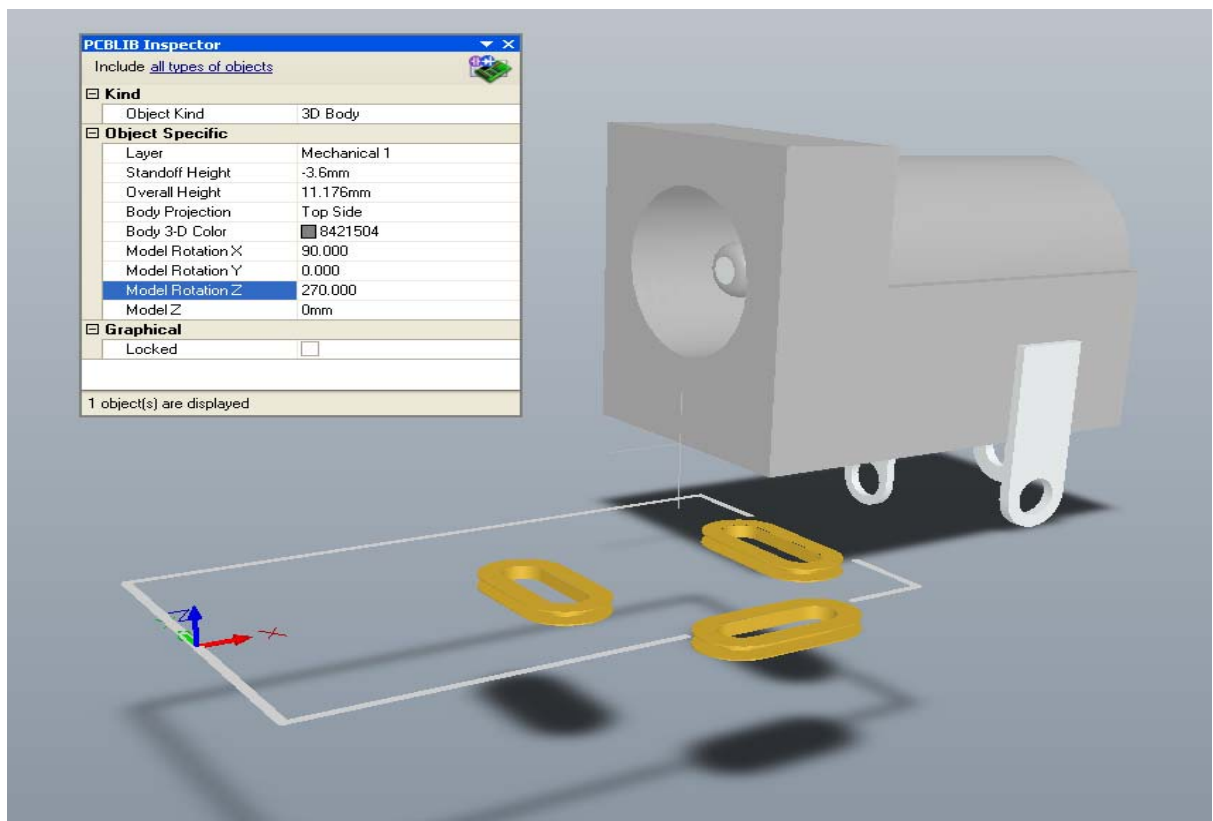 PCBLIB Inspector
Include all types of objects
Kind
Object Kind 3D Body
Object Specific
Layer Mechanical 1
Standoff Height -3.6mm
Overall Height 11.176mm
Body Projection Top Side
Body 3-D Color 8421504
Model Rotation X 90.000
Model Rotation Y 0.000
Model Rotation Z 270.000
Model Z 0mm
Graphical
Locked
1 object(s) are displayed
Z
X